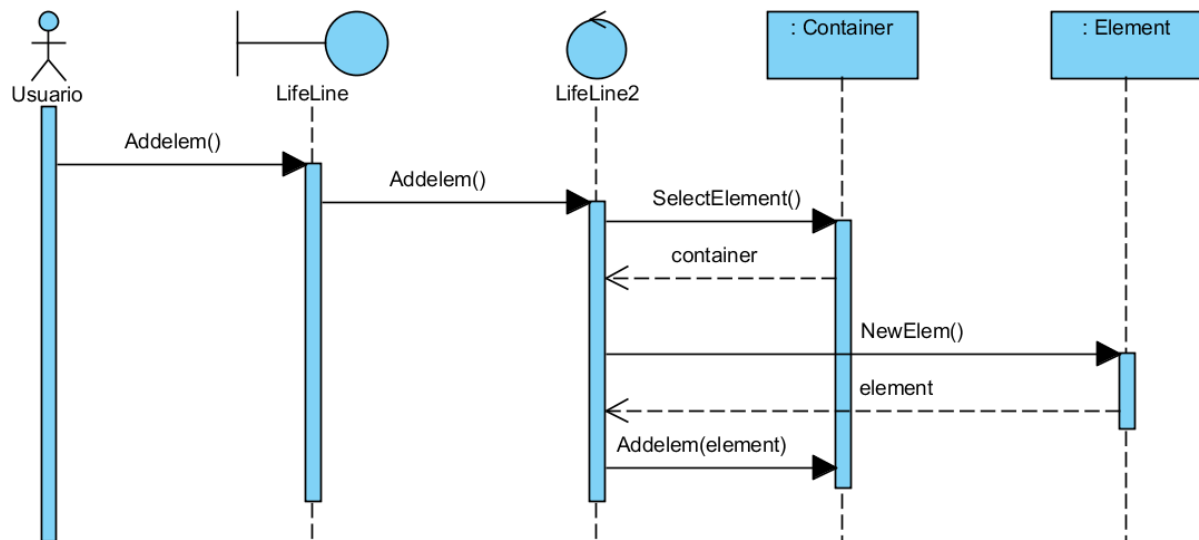 : Container
: Element
Usuario
LifeLine
LifeLine2
Addelem()
Addelem()
SelectElement()
container
NewElem()
element
Addelem(element)